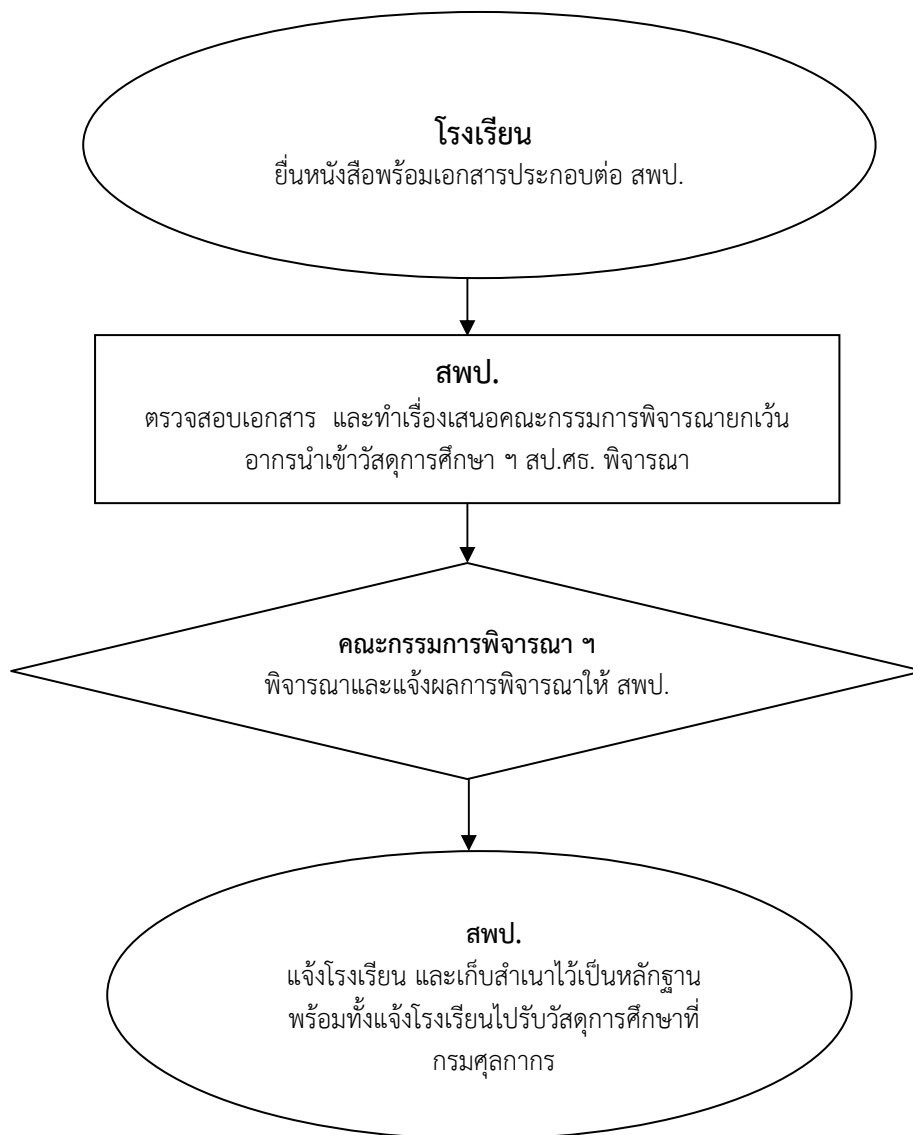 โรงเรียน
ยื่นหนังสือพร้อมเอกสารประกอบต่อ สพป.
สพป.
ตรวจสอบเอกสาร และทำเรื่องเสนอคณะกรรมการพิจารณายกเว้น
อากรนำเข้าวัสดุการศึกษา ฯ สป.ศธ. พิจารณา
คณะกรรมการพิจารณา ฯ
พิจารณาและแจ้งผลการพิจารณาให้ สพป.
สพป.
แจ้งโรงเรียน และเก็บสำเนาไว้เป็นหลักฐาน
พร้อมทั้งแจ้งโรงเรียนไปรับวัสดุการศึกษาที่
กรมศุลกากร